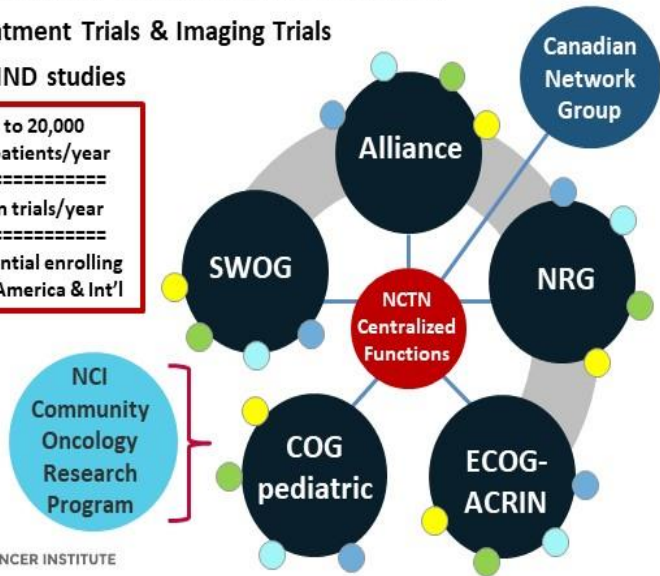 tment Trials & Imaging Trials
IND studies
to 20,000
patients/year
===========
n trials/year
===========
ntial enrolling
America & Int'l
Canadian
Network
Group
Alliance
SWOG
NRG
NCTN
Centralized
Functions
NCI
Community
Oncology
Research
Program
COG
pediatric
ECOG-
ACRIN
NCER INSTITUTE